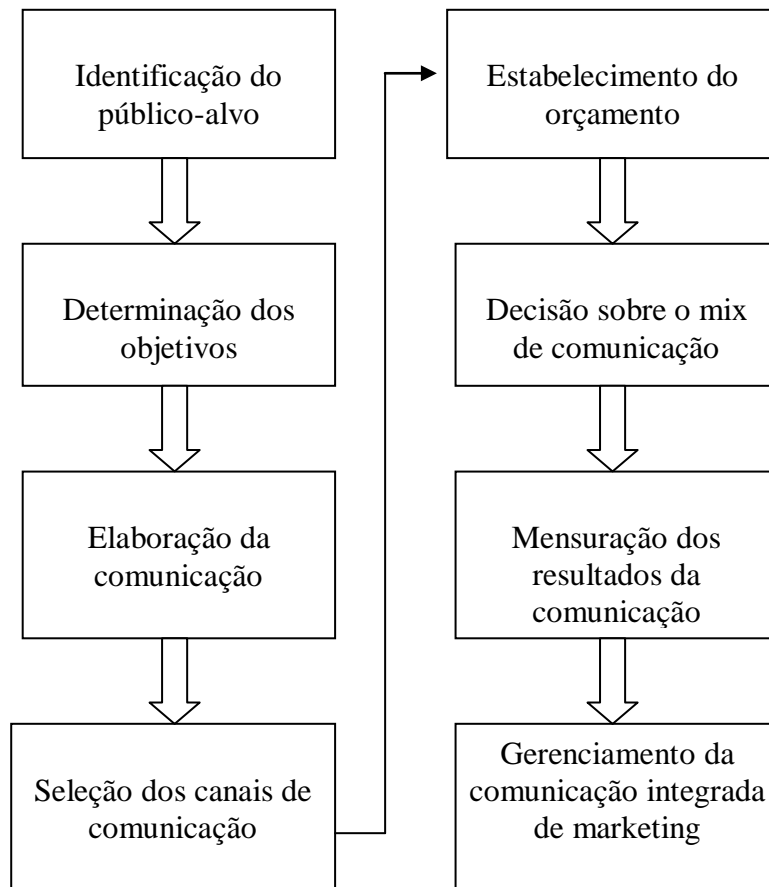 Identificação do
público-alvo
Determinação dos
objetivos
Elaboração da
comunicação
Seleção dos canais de
comunicação
Estabelecimento do
orçamento
Decisão sobre o mix
de comunicação
Mensuração dos
resultados da
comunicação
Gerenciamento da
comunicação integrada
de marketing